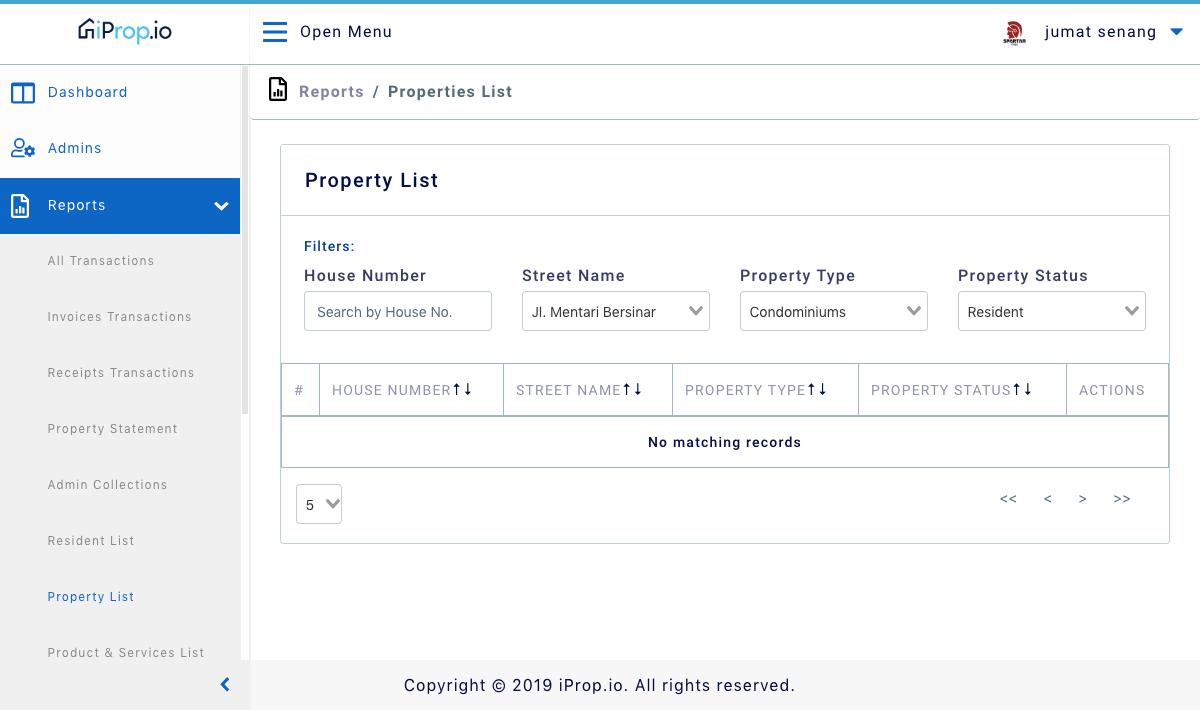 iProp.io
Open Menu
SPARTAN
jumat senang
Dashboard
Admins
Reports
All Transactions
Invoices Transactions
Receipts Transactions
Property Statement
Admin Collections
Resident List
Property List
Product & Services List
Reports / Properties List
Property List
Filters:
House Number Street Name Property Type Property Status
Search by House No. Jl. Mentari Bersinar Condominiums Resident
# HOUSE NUMBER↑↓ STREET NAME↑↓ PROPERTY TYPE↑↓ PROPERTY STATUS↑↓ ACTIONS
No matching records
5 << < > >>
Copyright © 2019 iProp.io. All rights reserved.